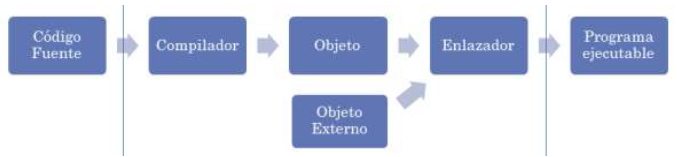 Código
Fuente
Compilador
Objeto
Enlazador
Programa
ejecutable
Objeto
Externo